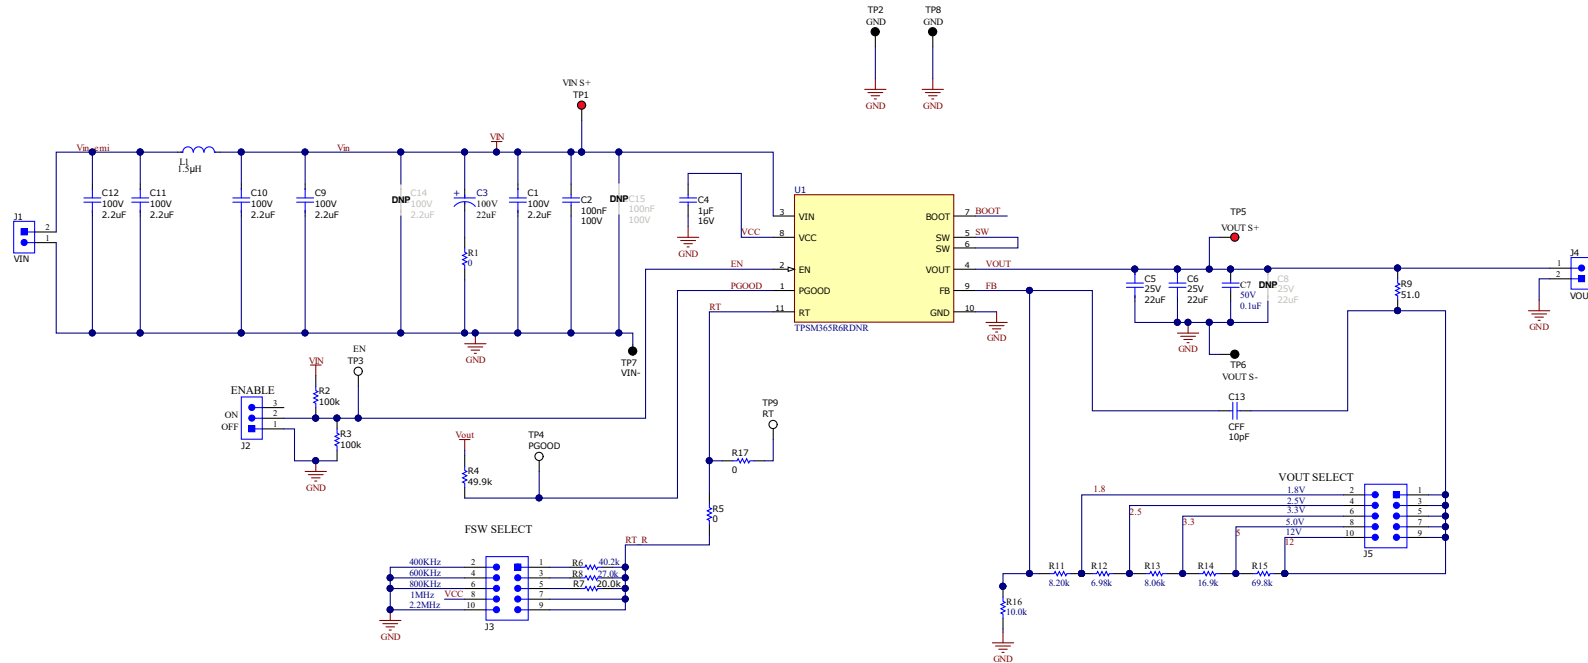 TP2
GND
TP8
GND
GND
GND
VIN S+
TP1
VIN
Vin_emi
L1
1.5µH
Vin
C12
100V
2.2uF
C11
100V
2.2uF
C10
100V
2.2uF
C9
100V
2.2uF
DNP
C14
100V
2.2uF
+
C3
100V
22uF
C1
100V
2.2uF
C2
100nF
100V
DNP
C15
100nF
100V
R1
0
J1
2
1
VIN
GND
TP7
VIN-
C4
1µF
16V
GND
U1
3
VIN
8
VCC
VCC
2
EN
EN
1
PGOOD
PGOOD
11
RT
RT
BOOT
7
BOOT
SW
5
SW
SW
6
VOUT
4
VOUT
FB
9
FB
GND
10
GND
TPSM365R6RDNR
TP5
VOUT S+
C5
25V
22uF
C6
25V
22uF
C7
50V
0.1uF
DNP
C8
25V
22uF
GND
TP6
VOUT S-
R9
51.0
J4
1
2
VOU
GND
C13
CFF
10pF
VIN
EN
TP3
R2
100k
ENABLE
ON
OFF
3
2
1
J2
R3
100k
GND
Vout
R4
49.9k
TP4
PGOOD
TP9
RT
R17
0
R5
0
RT_R
FSW SELECT
400KHz
2
1
R6
40.2k
600KHz
4
3
R8
27.0k
800KHz
6
5
R7
20.0k
1MHz
VCC
8
7
2.2MHz
10
9
J3
GND
VOUT SELECT
1.8
1.8V
2
1
2.5
2.5V
4
3
3.3
3.3V
6
5
5
5.0V
8
7
12
12V
10
9
J5
R11
8.20k
R12
6.98k
R13
8.06k
R14
16.9k
R15
69.8k
R16
10.0k
GND